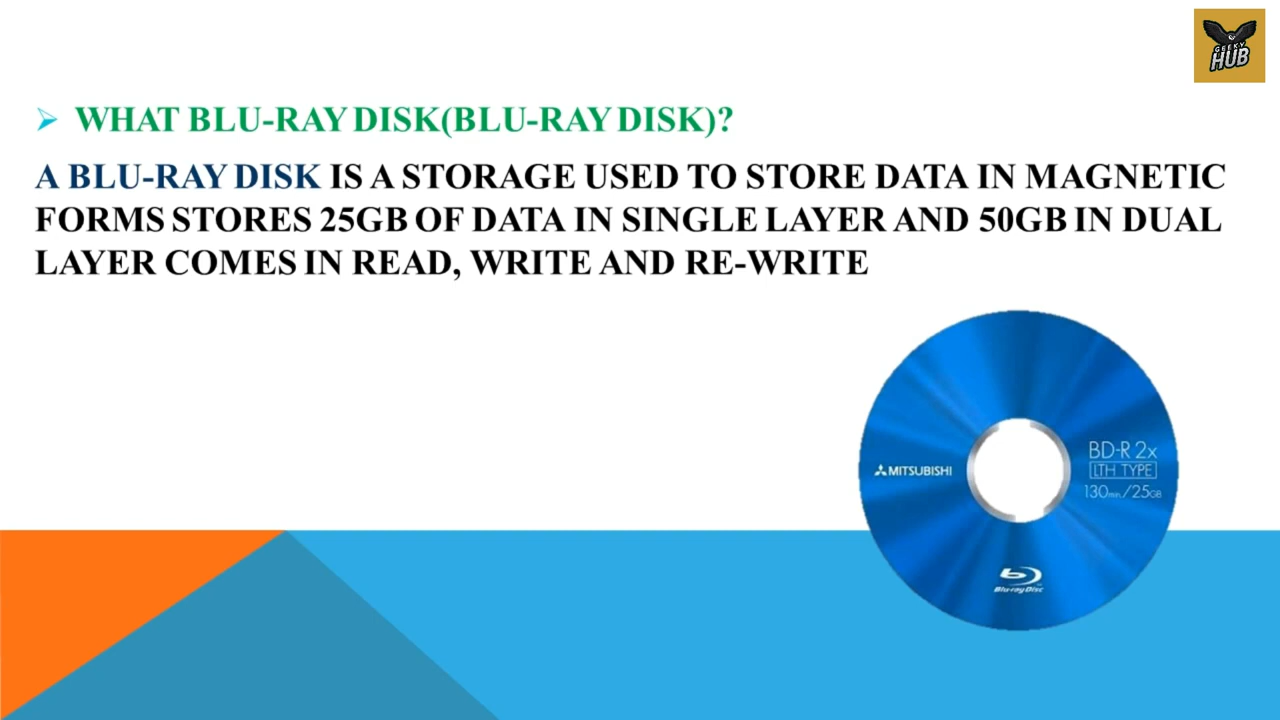 GEEKY
HUB
WHAT BLU-RAY DISK(BLU-RAY DISK)?
A BLU-RAY DISK IS A STORAGE USED TO STORE DATA IN MAGNETIC
FORMS STORES 25GB OF DATA IN SINGLE LAYER AND 50GB IN DUAL
LAYER COMES IN READ, WRITE AND RE-WRITE
MITSUBISHI
BD-R 2x
LTH TYPE
130min./25GB
Blu-ray Disc